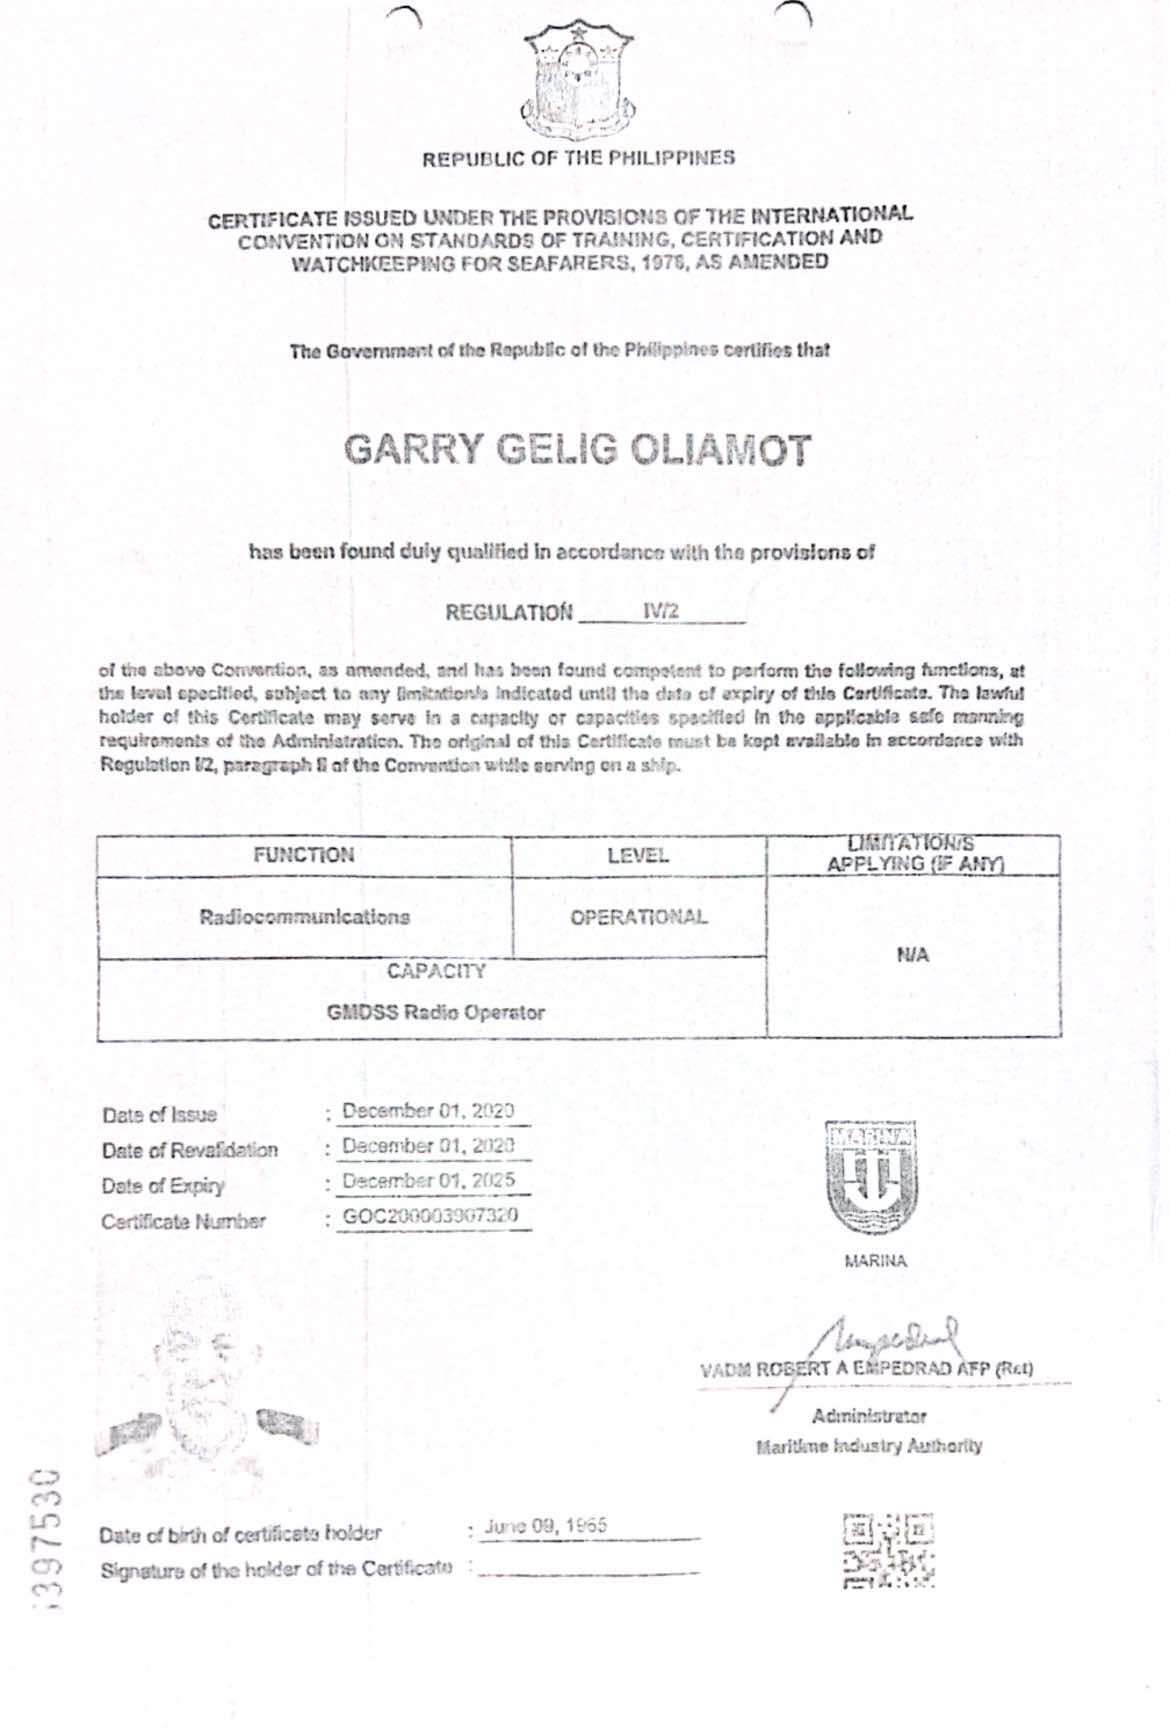 REPUBLIC OF THE PHILIPPINES
CERTIFICATE ISSUED UNDER THE PROVISIONS OF THE INTERNATIONAL
CONVENTION ON STANDARDS OF TRAINING, CERTIFICATION AND
WATCHKEEPING FOR SEAFARERS, 1978, AS AMENDED
The Government of the Republic of the Philippines certifies that
GARRY GELIG OLIAMOT
has been found duly qualified in accordance with the provisions of
REGULATION IV/2
of the above Convention, as amended, and has been found competent to perform the following functions, at
the level specified, subject to any limitation/s indicated until the date of expiry of this Certificate. The lawful
holder of this Certificate may serve in a capacity or capacities specified in the applicable safe manning
requirements of the Administration. The original of this Certificate must be kept available in accordance with
Regulation I/2, paragraph 11 of the Convention while serving on a ship.
FUNCTION LEVEL LIMITATION/S
APPLYING (IF ANY)
Radiocommunications OPERATIONAL
N/A
CAPACITY
GMDSS Radio Operator
Date of Issue : December 01, 2020
Date of Revalidation : December 01, 2020
Date of Expiry : December 01, 2025
Certificate Number : GOC200003907320
MARINA
MARINA
VADM ROBERT A EMPEDRAD AFP (Ret)
Administrator
Maritime Industry Authority
Date of birth of certificate holder : June 09, 1965
Signature of the holder of the Certificate :
397530